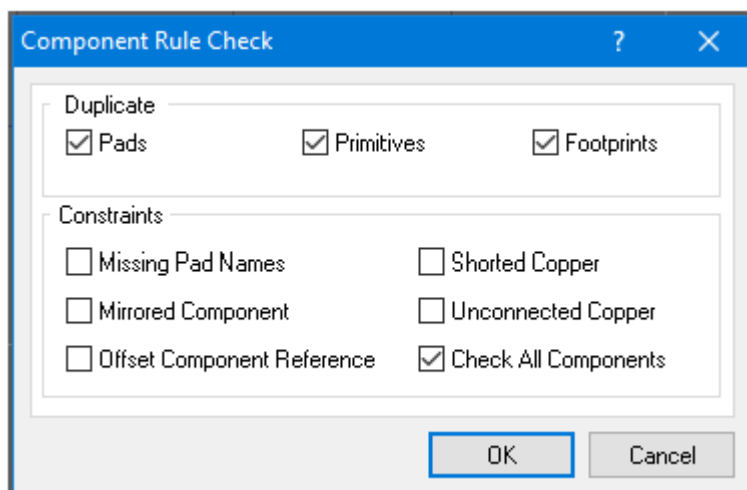 Component Rule Check ?
Duplicate
Pads Primitives Footprints
Constraints
Missing Pad Names Shorted Copper
Mirrored Component Unconnected Copper
Offset Component Reference Check All Components
OK Cancel